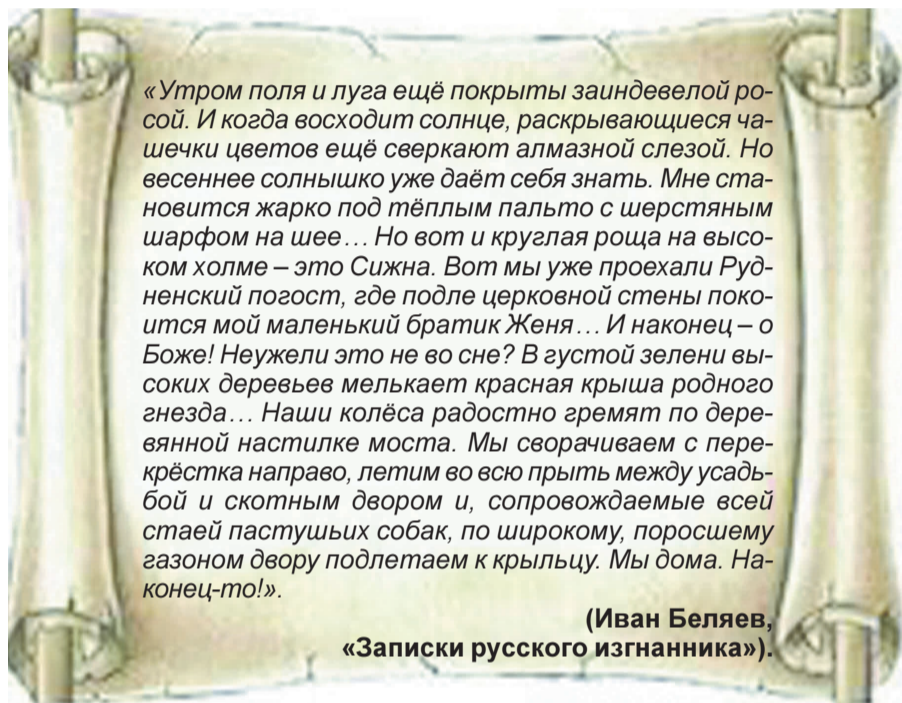 «Утром поля и луга ещё покрыты заиндевелой ро-
сой. И когда восходит солнце, раскрывающиеся ча-
шечки цветов ещё сверкают алмазной слезой. Но
весеннее солнышко уже даёт себя знать. Мне ста-
новится жарко под тёплым пальто с шерстяным
шарфом на шее… Но вот и круглая роща на высо-
ком холме – это Сижна. Вот мы уже проехали Руд-
ненский погост, где подле церковной стены поко-
ится мой маленький братик Женя… И наконец – о
Боже! Неужели это не во сне? В густой зелени вы-
соких деревьев мелькает красная крыша родного
гнезда… Наши колёса радостно гремят по дере-
вянной настилке моста. Мы сворачиваем с пере-
крёстка направо, летим во всю прыть между усадь-
бой и скотным двором и, сопровождаемые всей
стаей пастушьих собак, по широкому, поросшему
газоном двору подлетаем к крыльцу. Мы дома. На-
конец-то!».
(Иван Беляев,
«Записки русского изгнанника»).